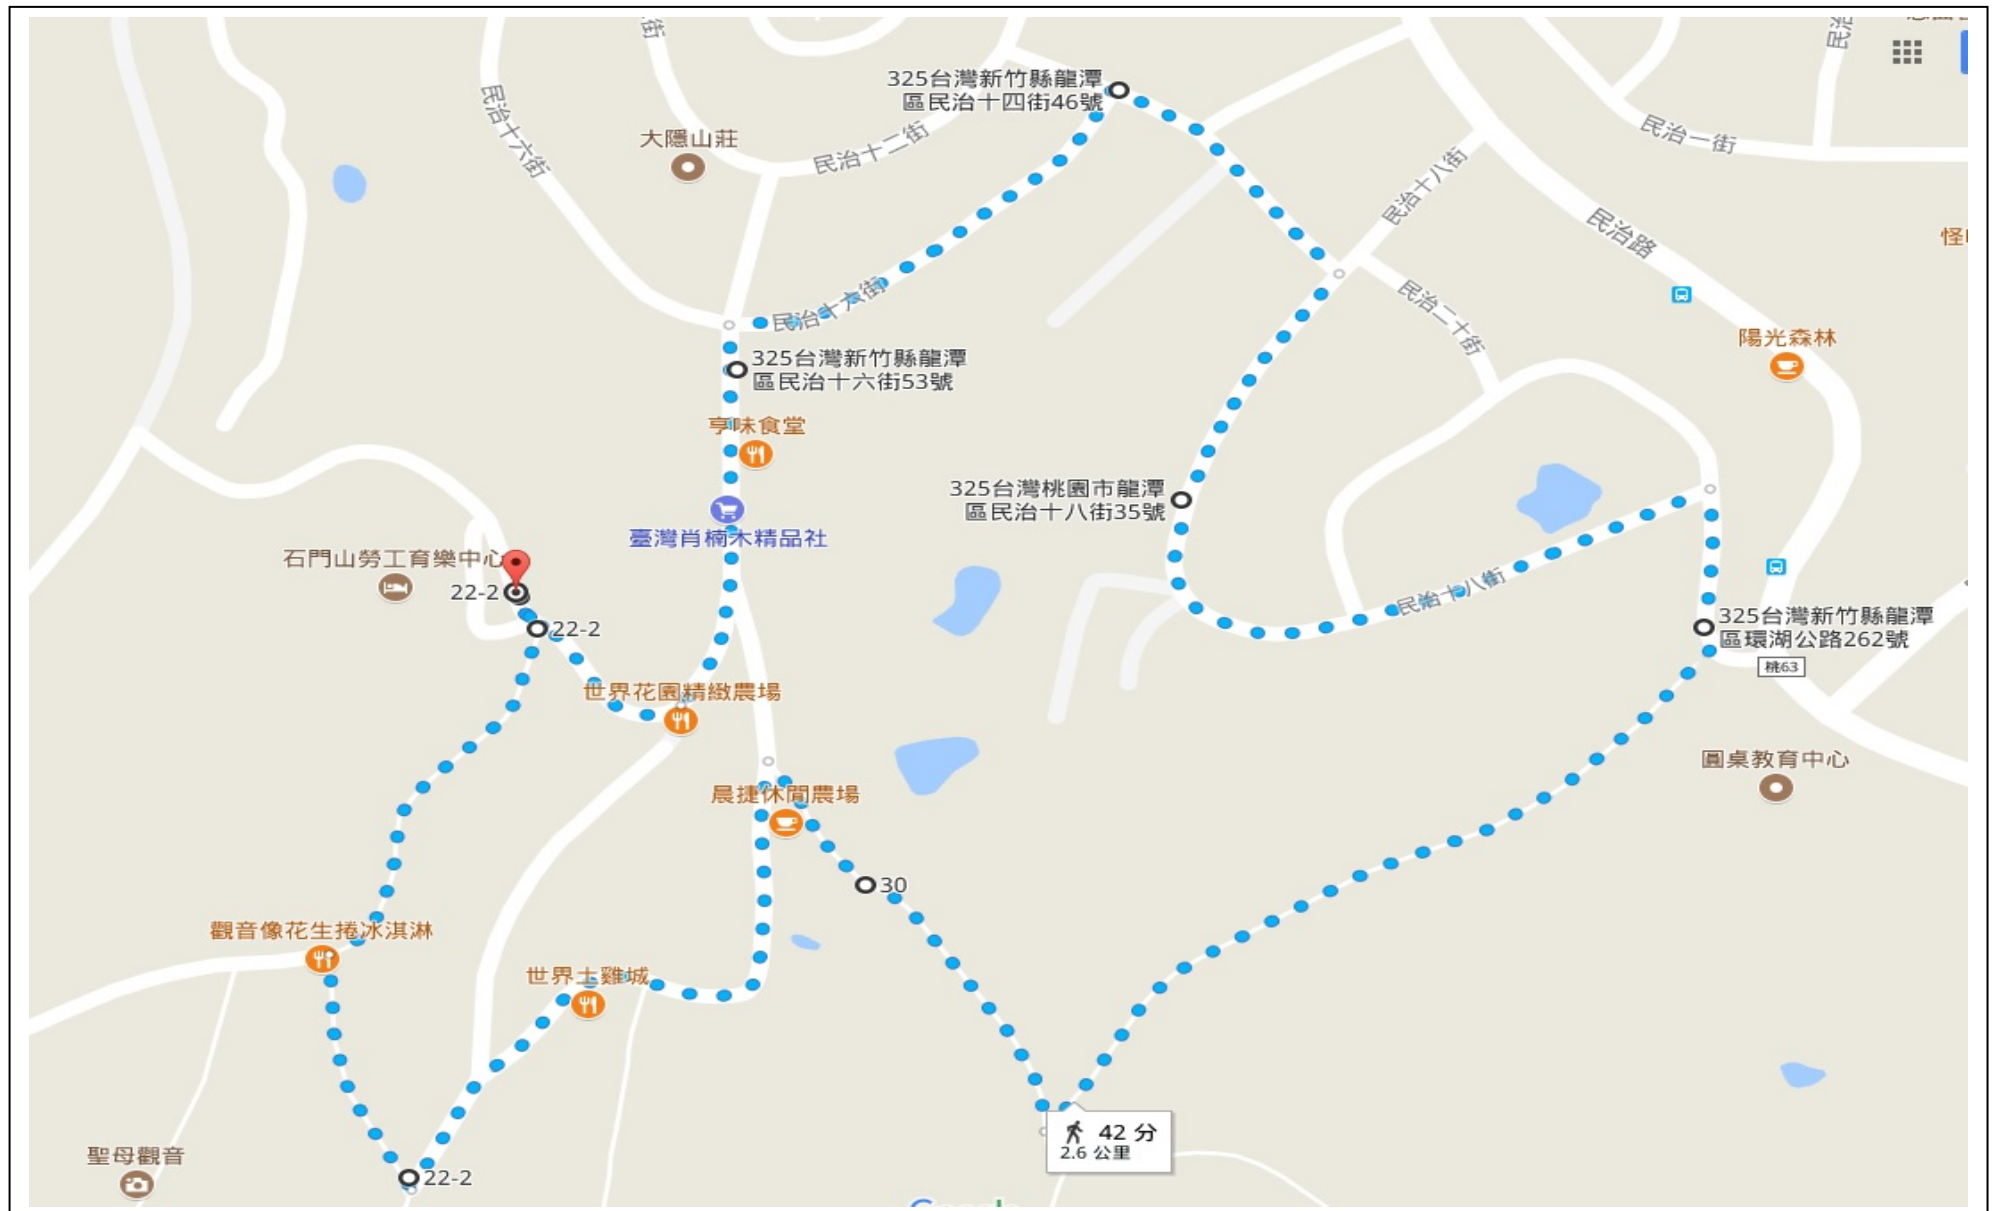 街
325台灣新竹縣龍潭
區民治十四街46號
民治十六街
大隱山莊
民治十二街
民治一街
民治十八街
民治路
民治十六街
民治二十街
陽光森林
325台灣新竹縣龍潭
區民治十六街53號
亨味食堂
325台灣桃園市龍潭
區民治十八街35號
臺灣肖楠木精品社
石門山勞工育樂中心
22-2
22-2
民治十八街
325台灣新竹縣龍潭
區環湖公路262號
桃63
世界花園精緻農場
圓桌教育中心
晨捷休閒農場
30
觀音像花生捲冰淇淋
世界土雞城
42 分
2.6 公里
聖母觀音
22-2